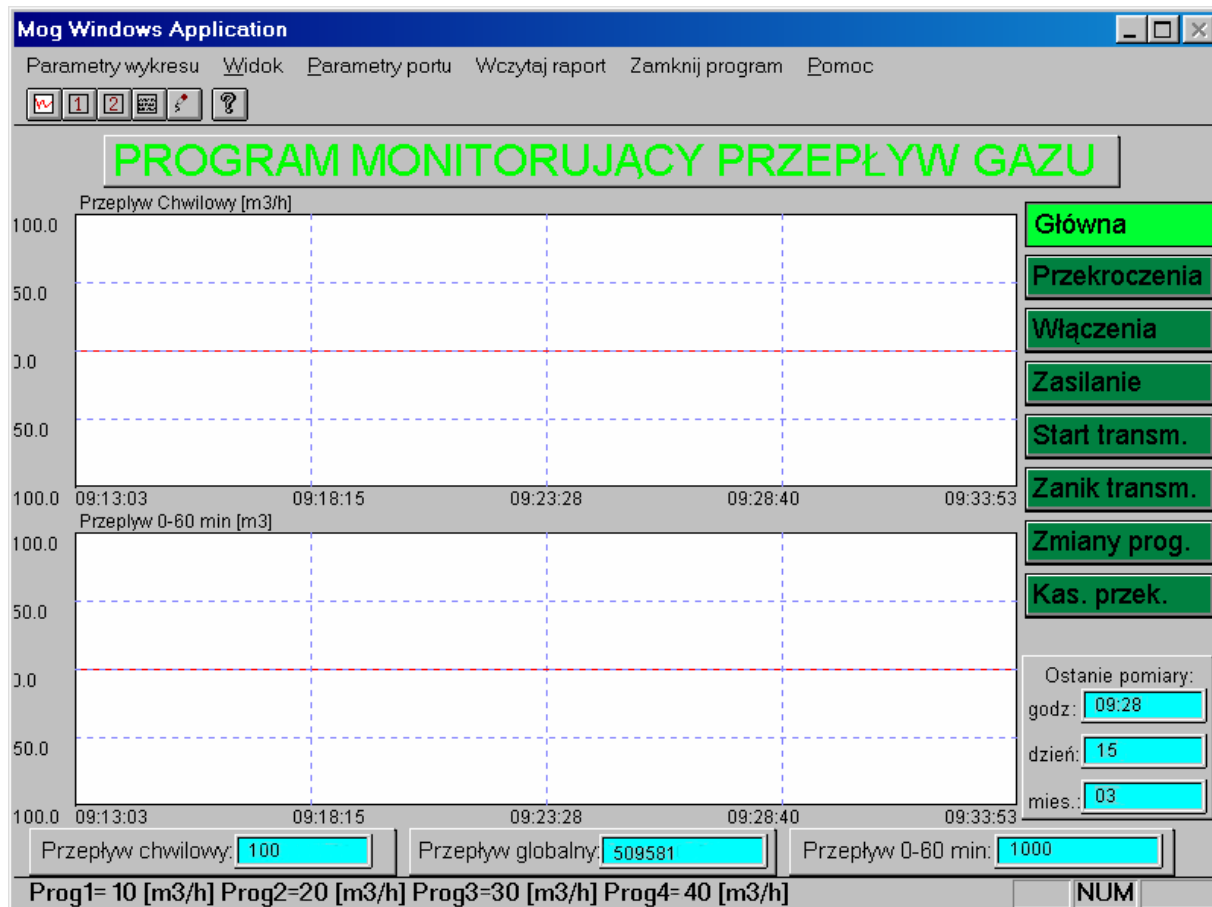 Mog Windows Application
Parametry wykresu Widok Parametry portu Wczytaj raport Zamknij program Pomoc
1 2 ?
PROGRAM MONITORUJĄCY PRZEPŁYW GAZU
Przeplyw Chwilowy [m3/h]
100.0
50.0
0.0
50.0
100.0
09:13:03 09:18:15 09:23:28 09:28:40 09:33:53
Przeplyw 0-60 min [m3]
100.0
50.0
0.0
50.0
100.0
09:13:03 09:18:15 09:23:28 09:28:40 09:33:53
Główna
Przekroczenia
Włączenia
Zasilanie
Start transm.
Zanik transm.
Zmiany prog.
Kas. przek.
Ostanie pomiary:
godz: 09:28
dzień: 15
mies.: 03
Przepływ chwilowy: 100 Przepływ globalny: 509581 Przepływ 0-60 min: 1000
Prog1= 10 [m3/h] Prog2=20 [m3/h] Prog3=30 [m3/h] Prog4= 40 [m3/h] NUM